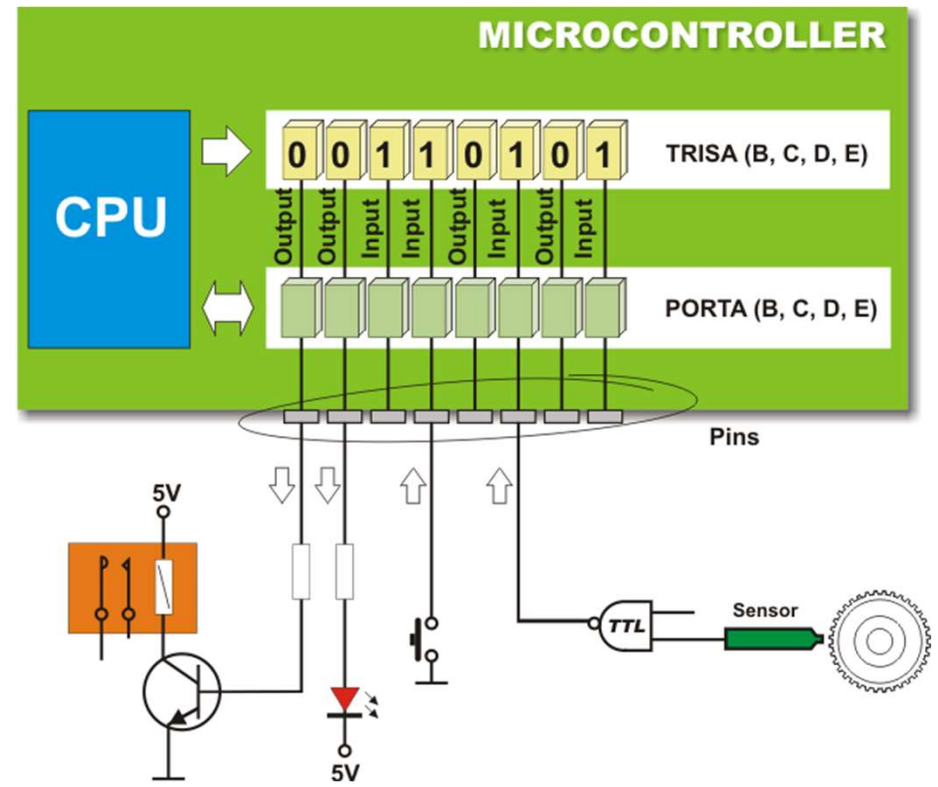 MICROCONTROLLER
CPU
0 0 1 1 0 1 0 1
TRISA (B, C, D, E)
Output
Output
Input
Input
Output
Input
Output
Input
PORTA (B, C, D, E)
Pins
5V
TTL
Sensor
5V